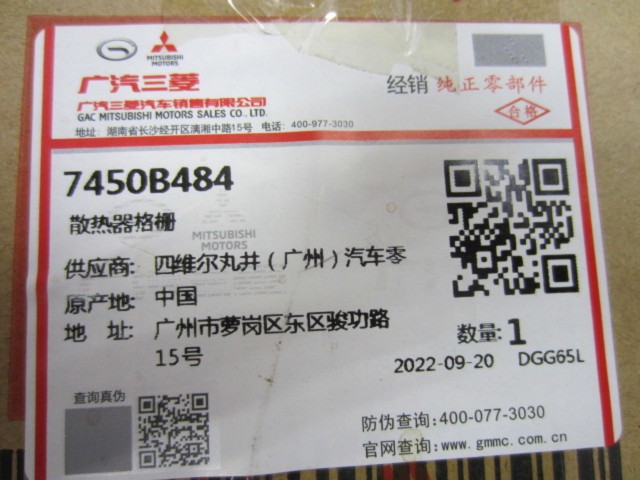 MITSUBISHI
MOTORS
广汽三菱
经销 纯正零部件
广汽三菱汽车销售有限公司
GAC MITSUBISHI MOTORS SALES CO., LTD.
合格
地址: 湖南省长沙经开区漓湘中路15号 电话: 400-977-3030
7450B484
散热器格栅
MITSUBISHI
MOTORS
供应商: 四维尔丸井(广州)汽车零
原产地: 中国
地 址: 广州市萝岗区东区骏功路
15号
数量: 1
2022-09-20 DGG65L
查询真伪
防伪查询:400-077-3030
官网查询:www.gmmc.com.cn